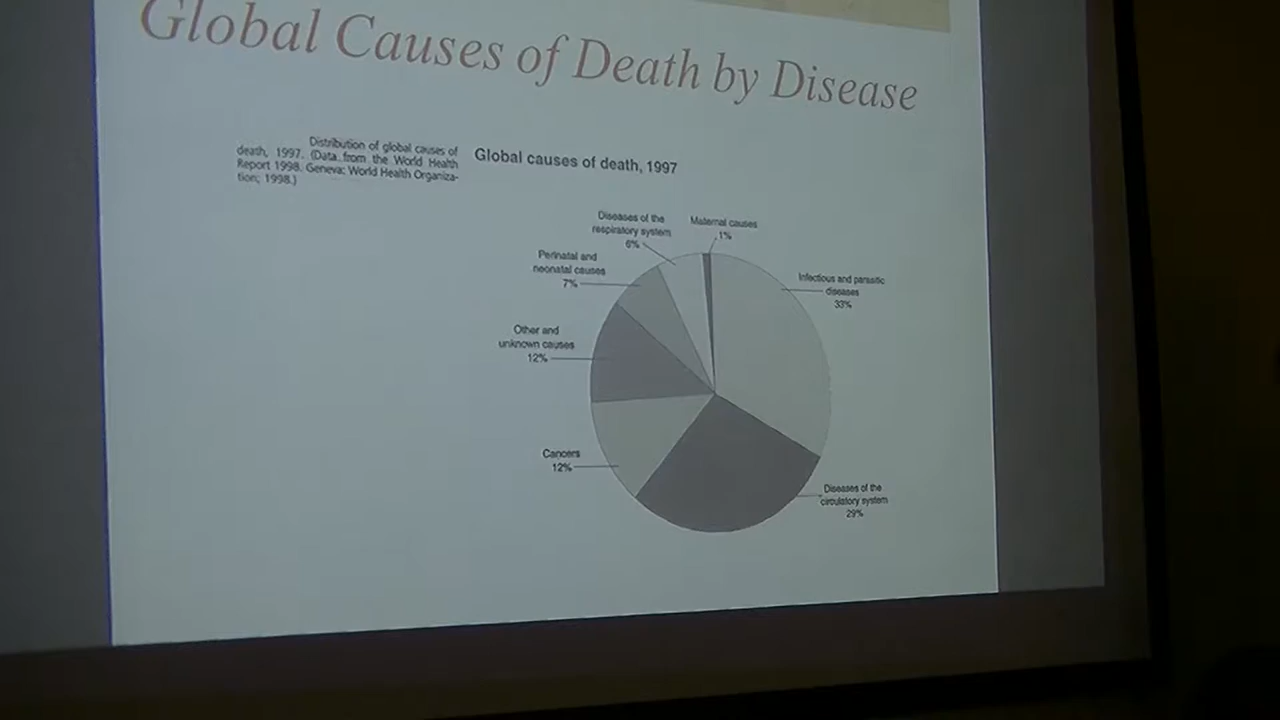 Global Causes of Death by Disease
Distribution of global causes of
death, 1997. (Data from the World Health
Report 1998. Geneva: World Health Organiza-
tion; 1998.)
Global causes of death, 1997
Diseases of the
respiratory system
6%
Maternal causes
1%
Perinatal and
neonatal causes
7%
Infectious and parasitic
diseases
33%
Other and
unknown causes
12%
Cancers
12%
Diseases of the
circulatory system
29%